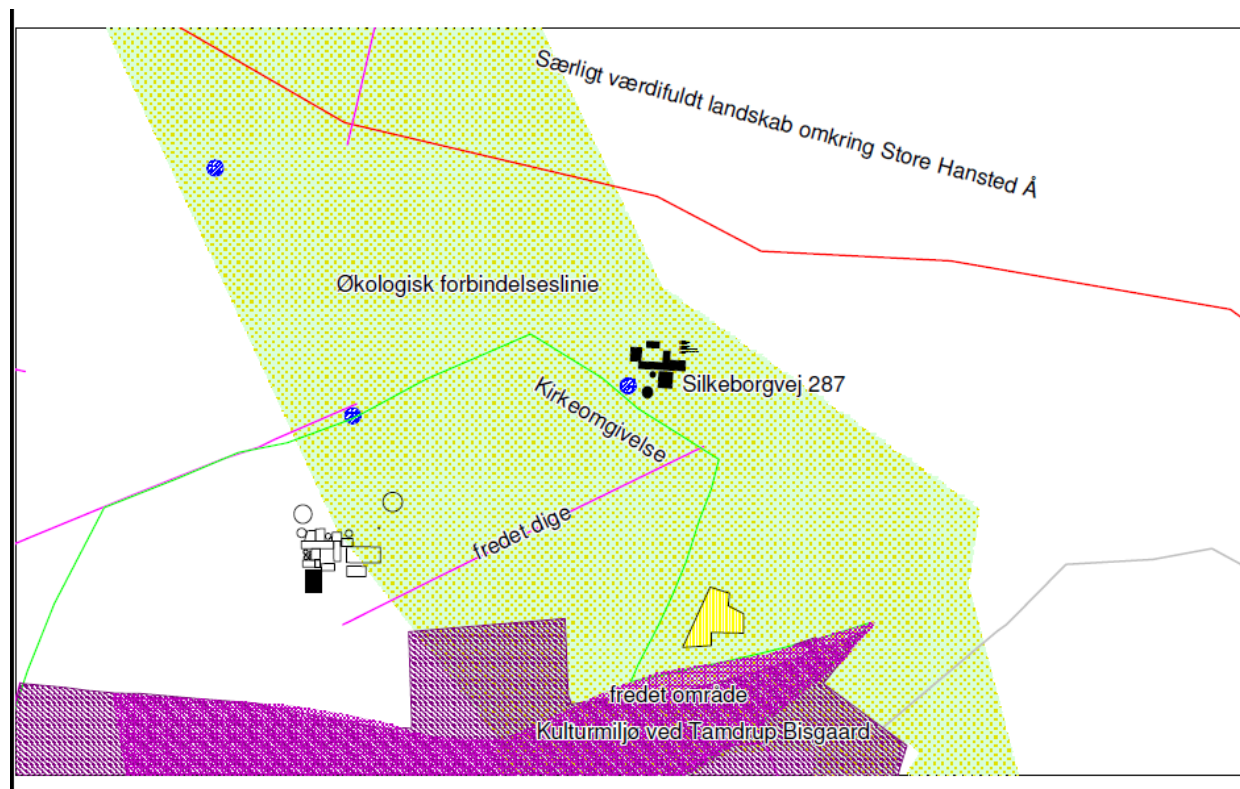 Særligt værdifuldt landskab omkring Store Hansted Å
Økologisk forbindelseslinie
Silkeborgvej 287
Kirkeomgivelse
fredet dige
fredet område
Kulturmiljø ved Tamdrup Bisgaard